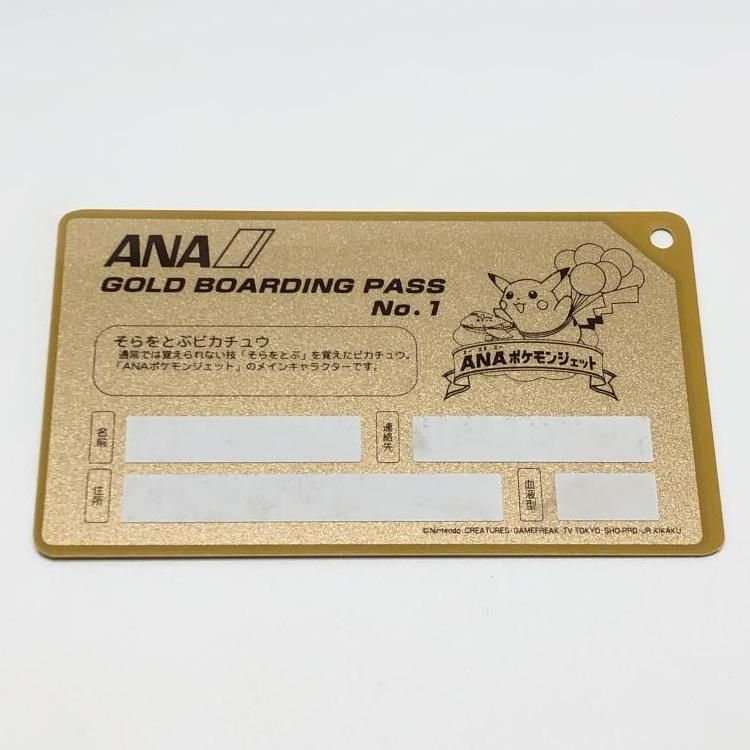 ANA
GOLD BOARDING PASS
No.1
そらをとぶピカチュウ
通常では覚えられない技「そらをとぶ」を覚えたピカチュウ。
「ANAポケモンジェット」のメインキャラクターです。
ANAポケモンジェット
名前
連絡先
住所
血液型
©Nintendo・CREATURES・GAMEFREAK・TV TOKYO・SHO-PRO・JR KIKAKU